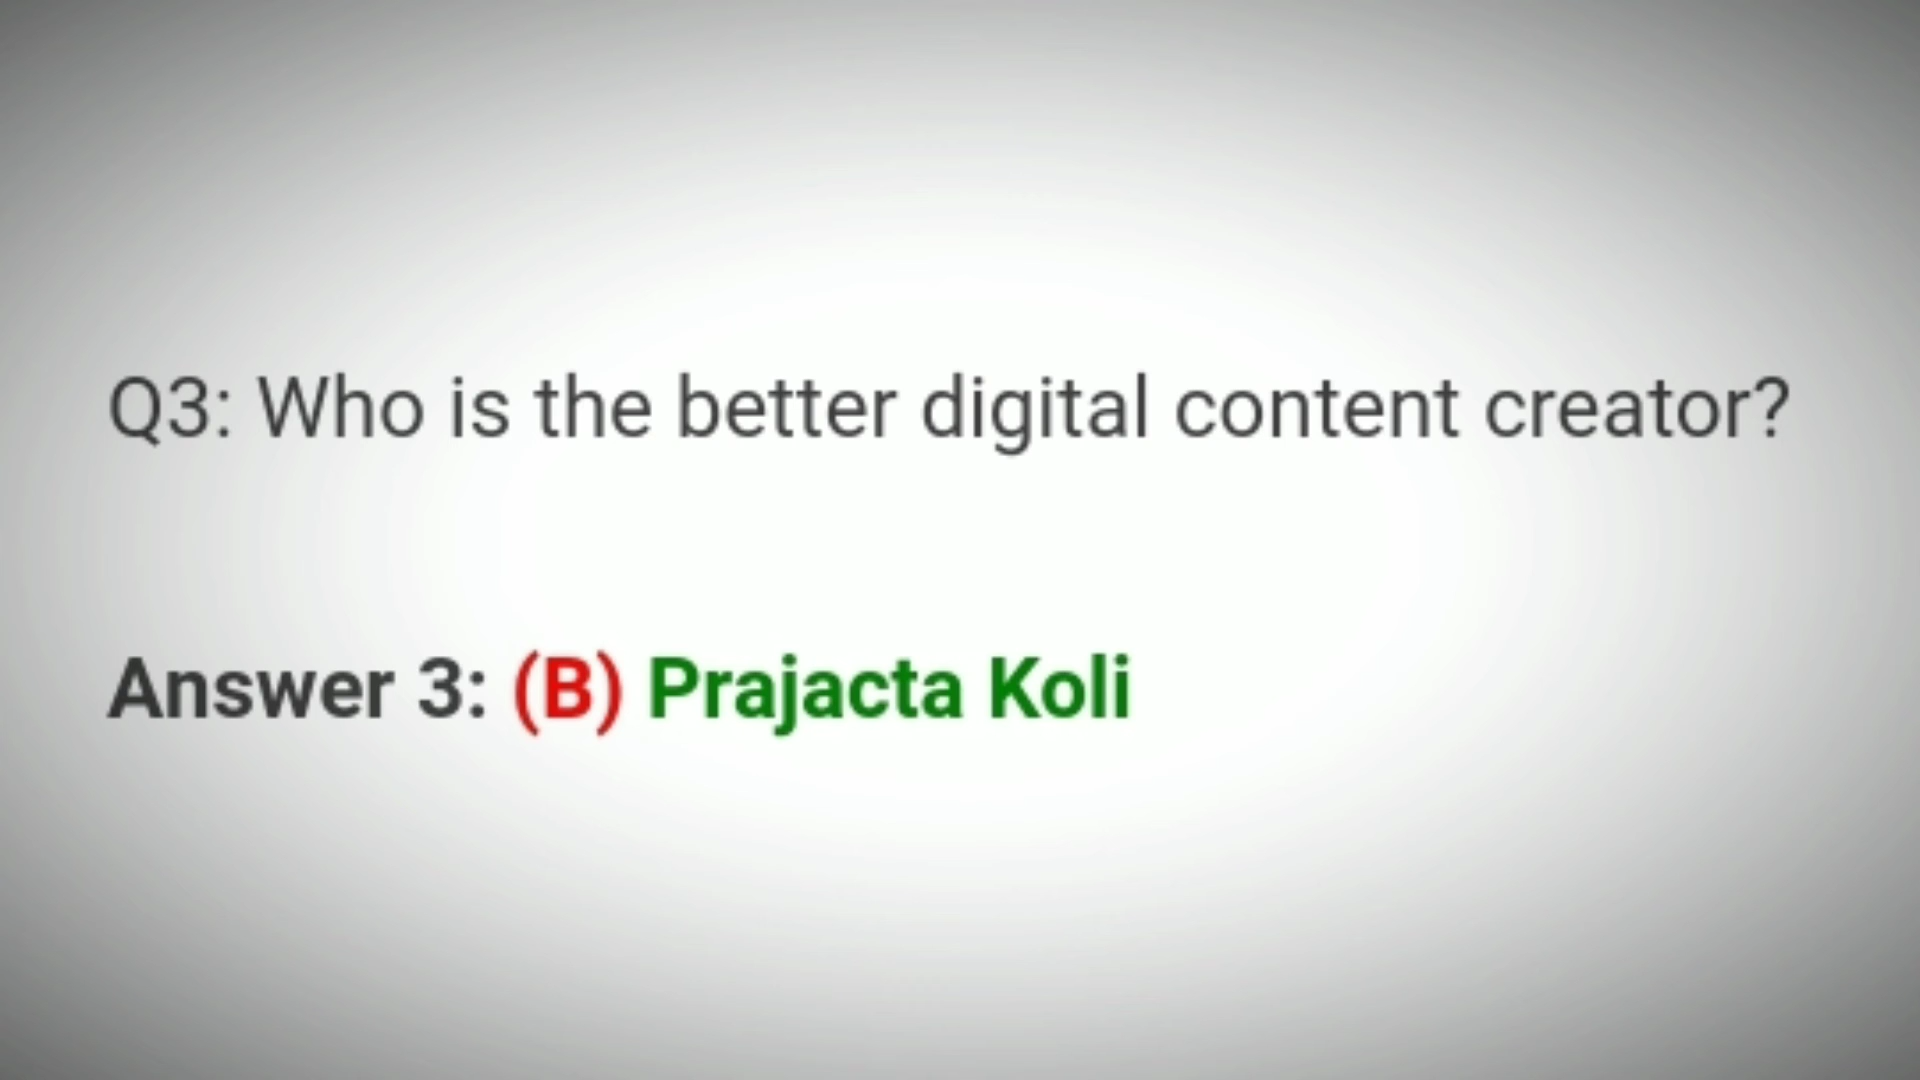 Q3: Who is the better digital content creator?
Answer 3: (B) Prajacta Koli